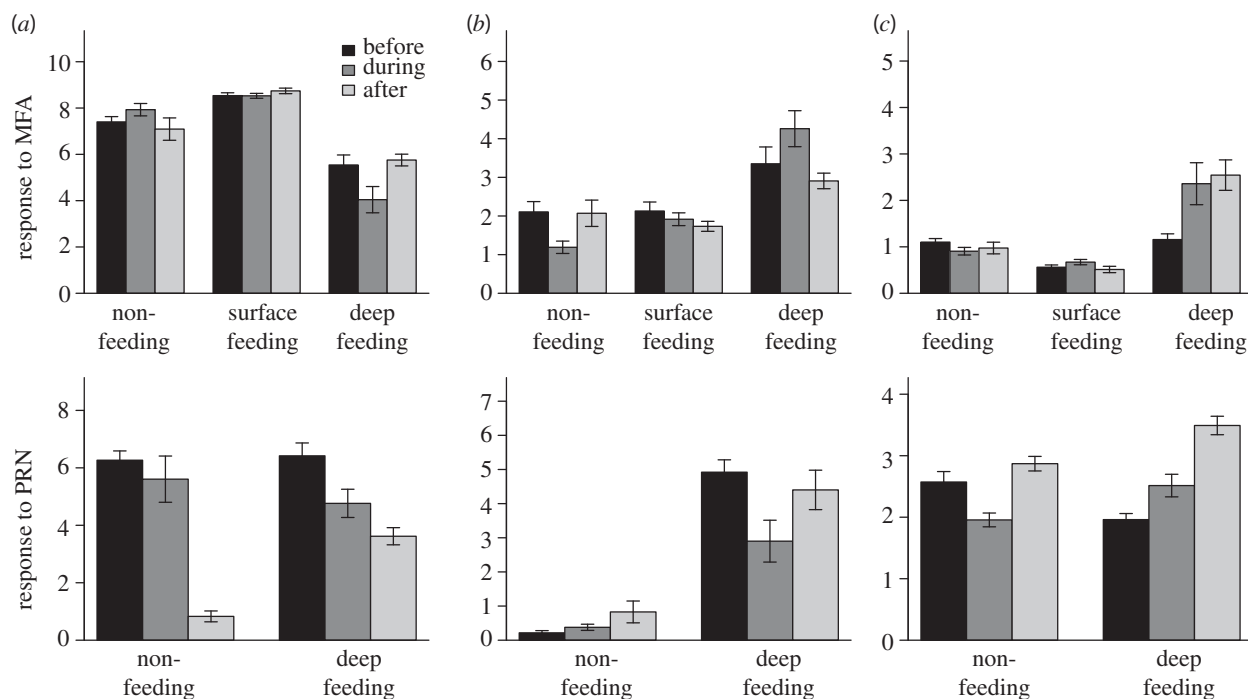 (a)
before
during
after
response to MFA
10
8
6
4
2
0
non-
feeding
surface
feeding
deep
feeding
(b)
6
5
4
3
2
1
0
non-
feeding
surface
feeding
deep
feeding
(c)
5
4
3
2
1
0
non-
feeding
surface
feeding
deep
feeding
response to PRN
8
6
4
2
0
non-
feeding
deep
feeding
7
6
5
4
3
2
1
0
non-
feeding
deep
feeding
4
3
2
1
0
non-
feeding
deep
feeding